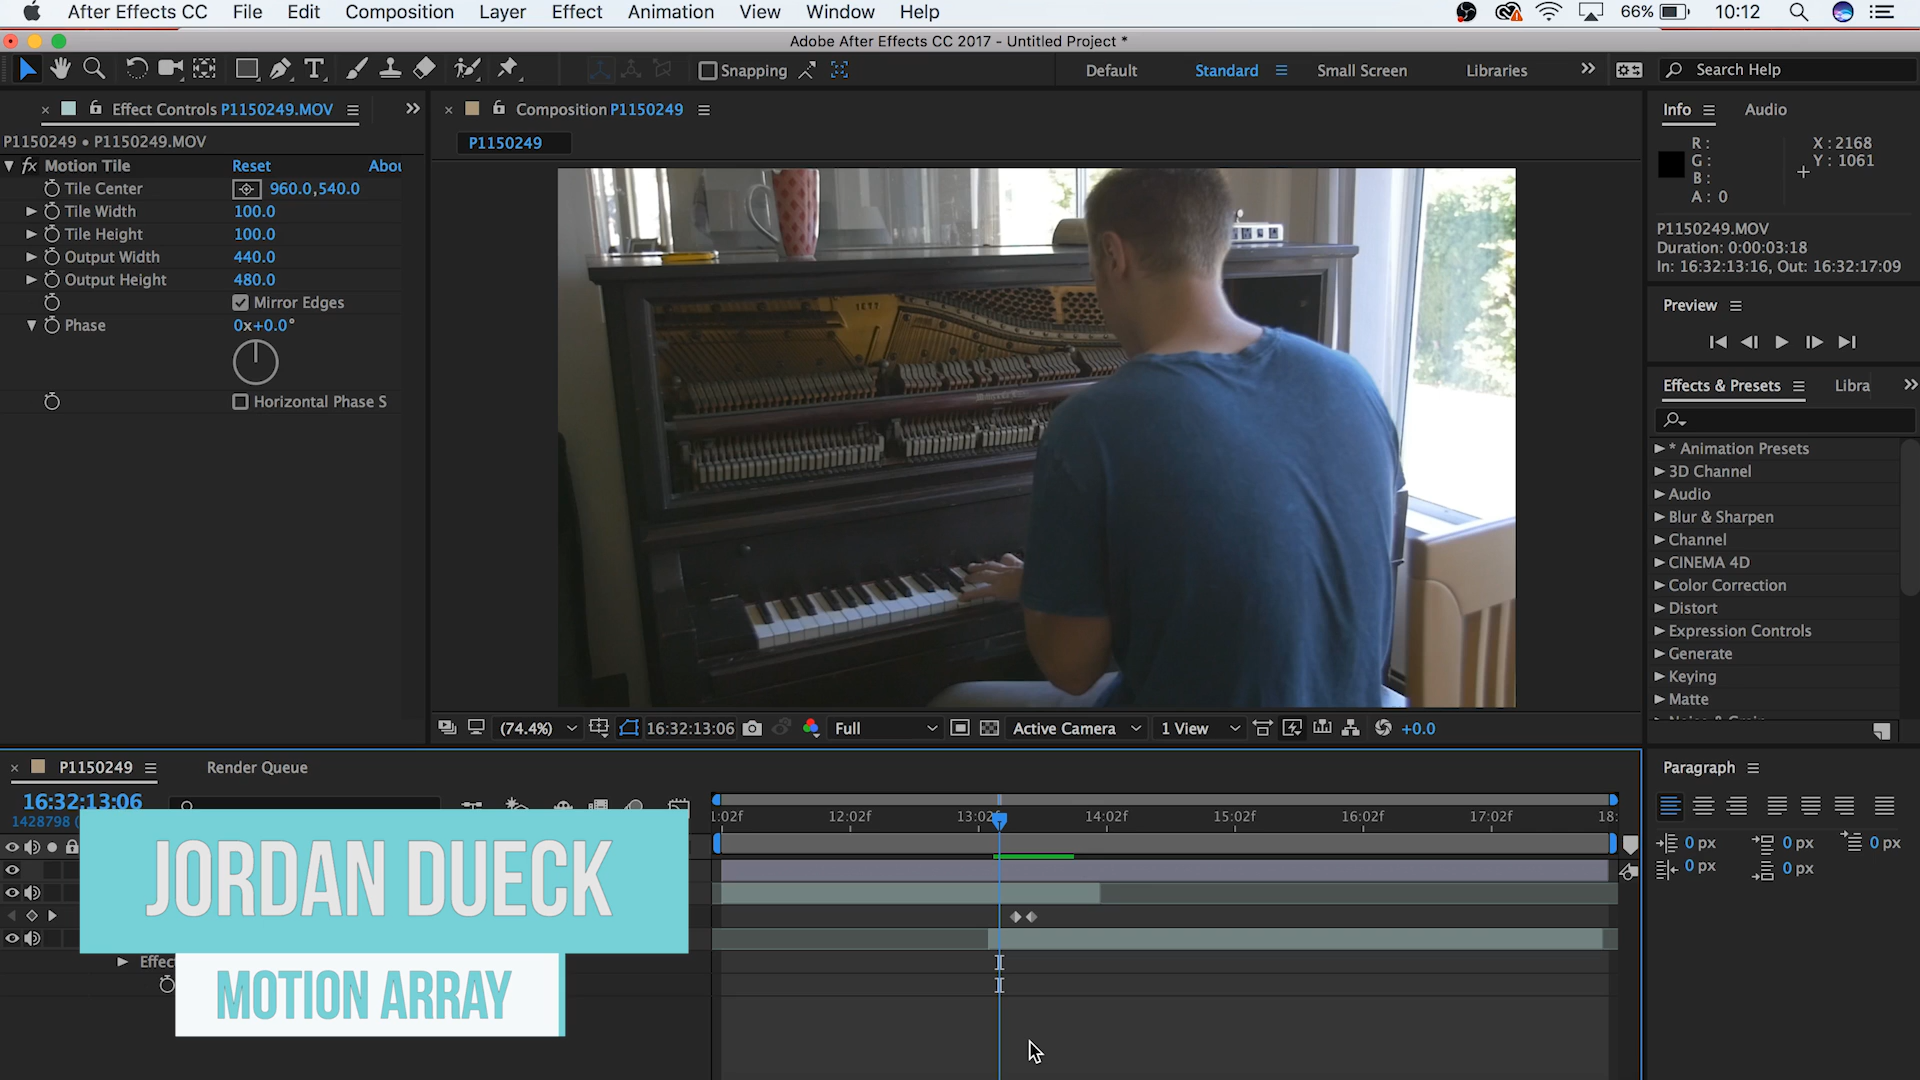 After Effects CC File Edit Composition Layer Effect Animation View Window Help 66% 10:12
Adobe After Effects CC 2017 - Untitled Project *
Snapping Default Standard Small Screen Libraries Search Help
Effect Controls P1150249.MOV
P1150249 • P1150249.MOV
fx Motion Tile Reset Abou
Tile Center 960.0,540.0
Tile Width 100.0
Tile Height 100.0
Output Width 440.0
Output Height 480.0
Mirror Edges
Phase 0x+0.0°
Horizontal Phase S
Composition P1150249
P1150249
(74.4%) 16:32:13:06 Full Active Camera 1 View +0.0
Info Audio
R: X: 2168
G: Y: 1061
B:
A: 0
P1150249.MOV
Duration: 0:00:03:18
In: 16:32:13:16, Out: 16:32:17:09
Preview
Effects & Presets Libra
* Animation Presets
3D Channel
Audio
Blur & Sharpen
Channel
CINEMA 4D
Color Correction
Distort
Expression Controls
Generate
Keying
Matte
P1150249 Render Queue
16:32:13:06
1428798 (
1:02f 12:02f 13:02f 14:02f 15:02f 16:02f 17:02f 18:
Effec
JORDAN DUECK
MOTION ARRAY
Paragraph
0 px 0 px 0 px
0 px 0 px